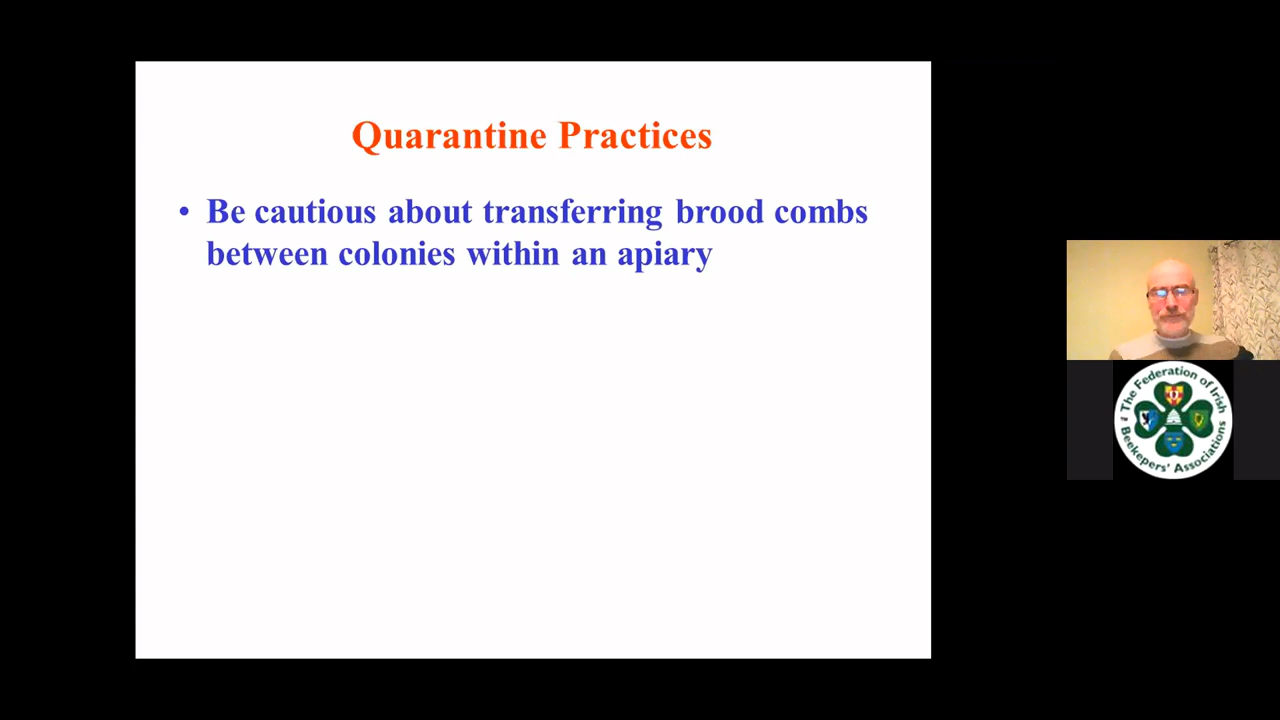 Quarantine Practices
• Be cautious about transferring brood combs
between colonies within an apiary
The Federation of Irish
Beekeepers' Associations